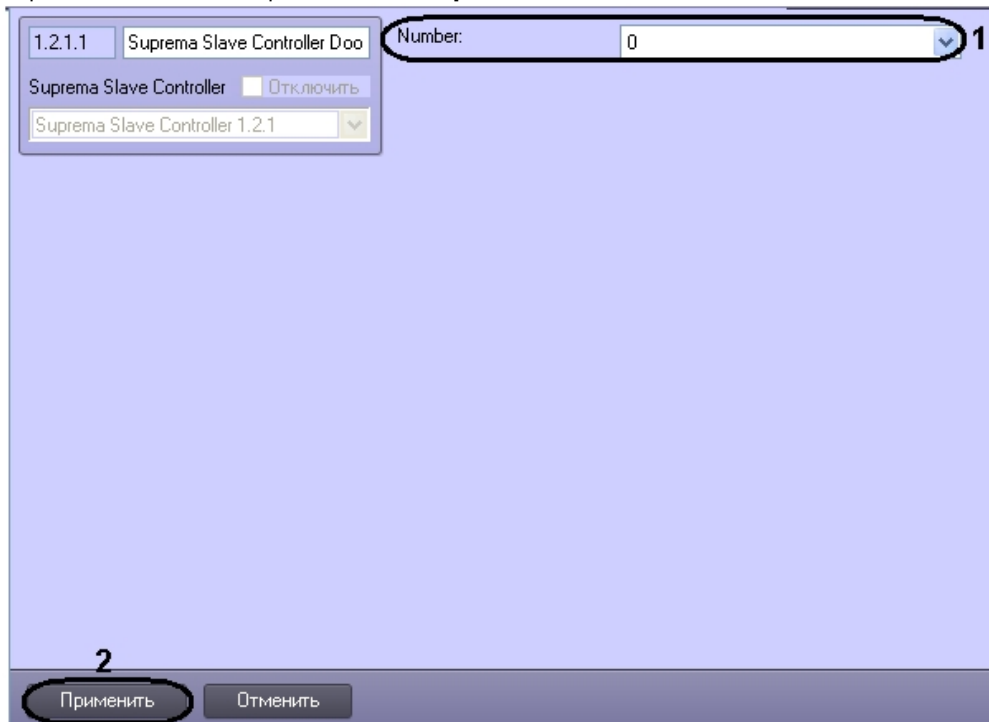 1.2.1.1
Suprema Slave Controller Doo
Number:
0
1
Suprema Slave Controller
Отключить
Suprema Slave Controller 1.2.1
2
Применить
Отменить